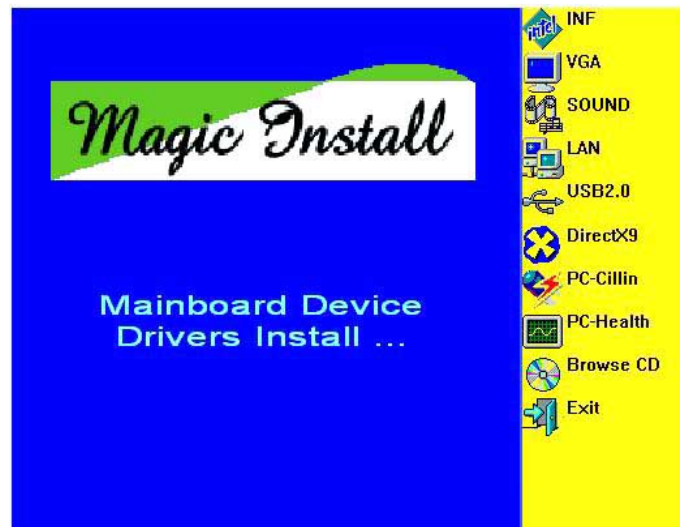 Magic Install
Mainboard Device
Drivers Install ...
intel
INF
VGA
SOUND
LAN
USB2.0
DirectX9
PC-Cillin
PC-Health
Browse CD
Exit